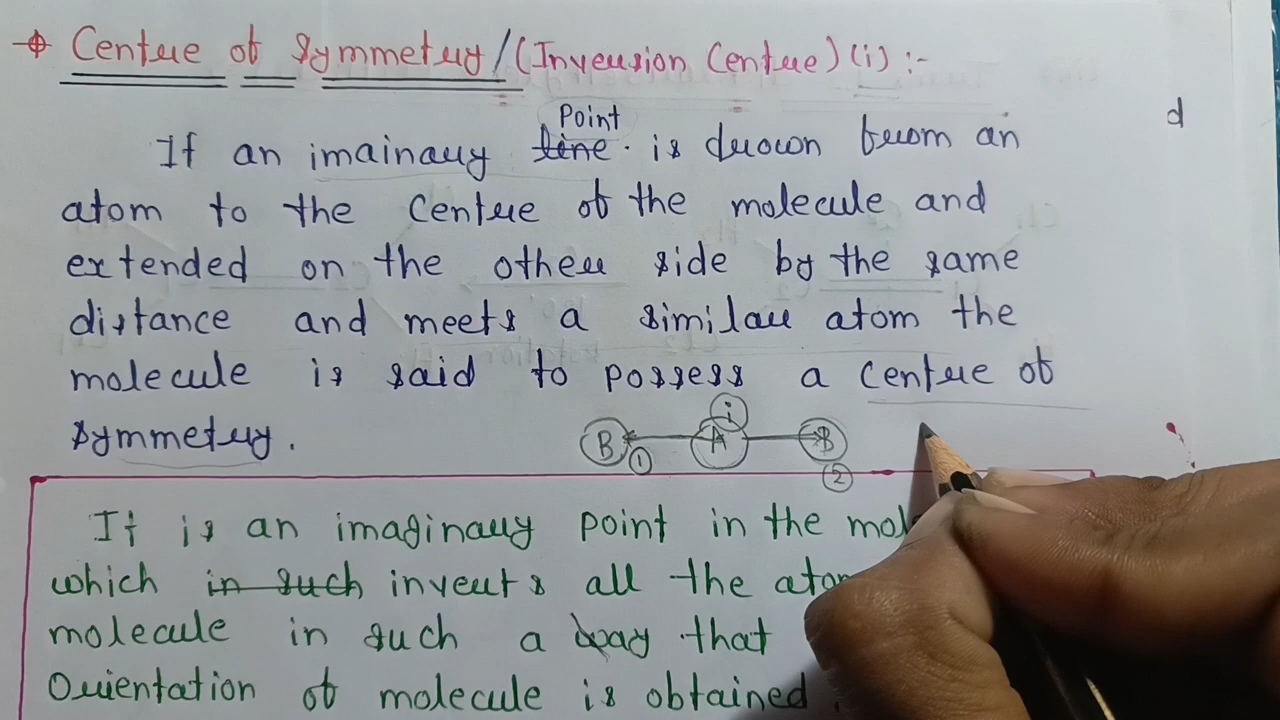 Centre of Symmetry/(Inversion Centre) (i) :-
Point
If an imainary line. is drown from an
atom to the centre of the molecule and
extended on the other side by the same
distance and meets a similar atom the
molecule is said to possess a centre of
symmetry.
i
B A B
1 2
It is an imaginary point in the
which in such inverts all the
molecule in such a way that
Orientation of molecule is obtained
d